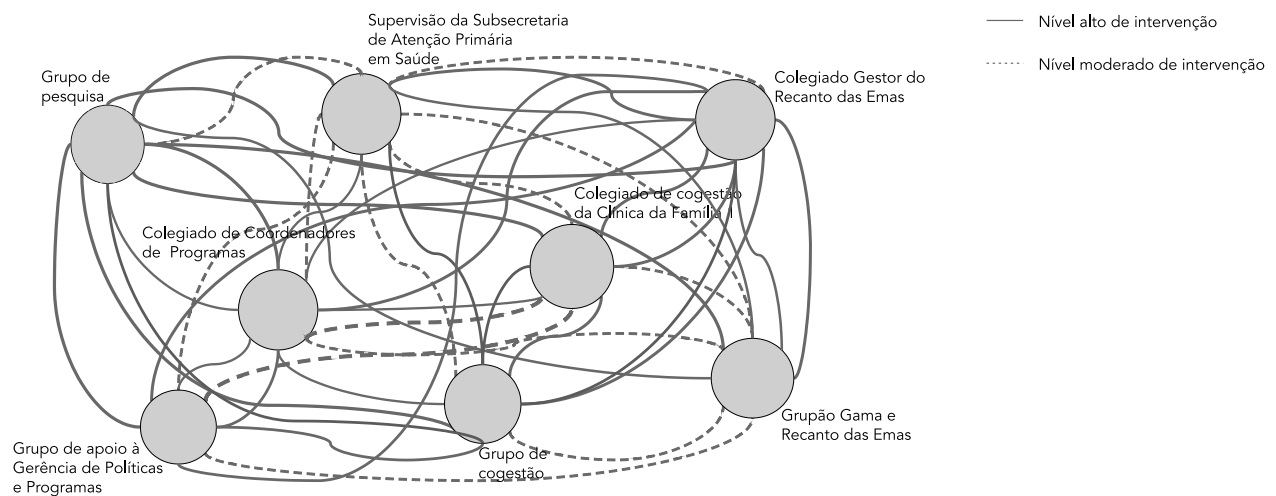 Supervisão da Subsecretaria
de Atenção Primária
em Saúde
Nível alto de intervenção
Nível moderado de intervenção
Grupo de
pesquisa
Colegiado Gestor do
Recanto das Emas
Colegiado de cogestão
da Clínica da Família I
Colegiado de Coordenadores
de Programas
Grupão Gama e
Recanto das Emas
Grupo de apoio à
Gerência de Políticas
e Programas
Grupo de
cogestão